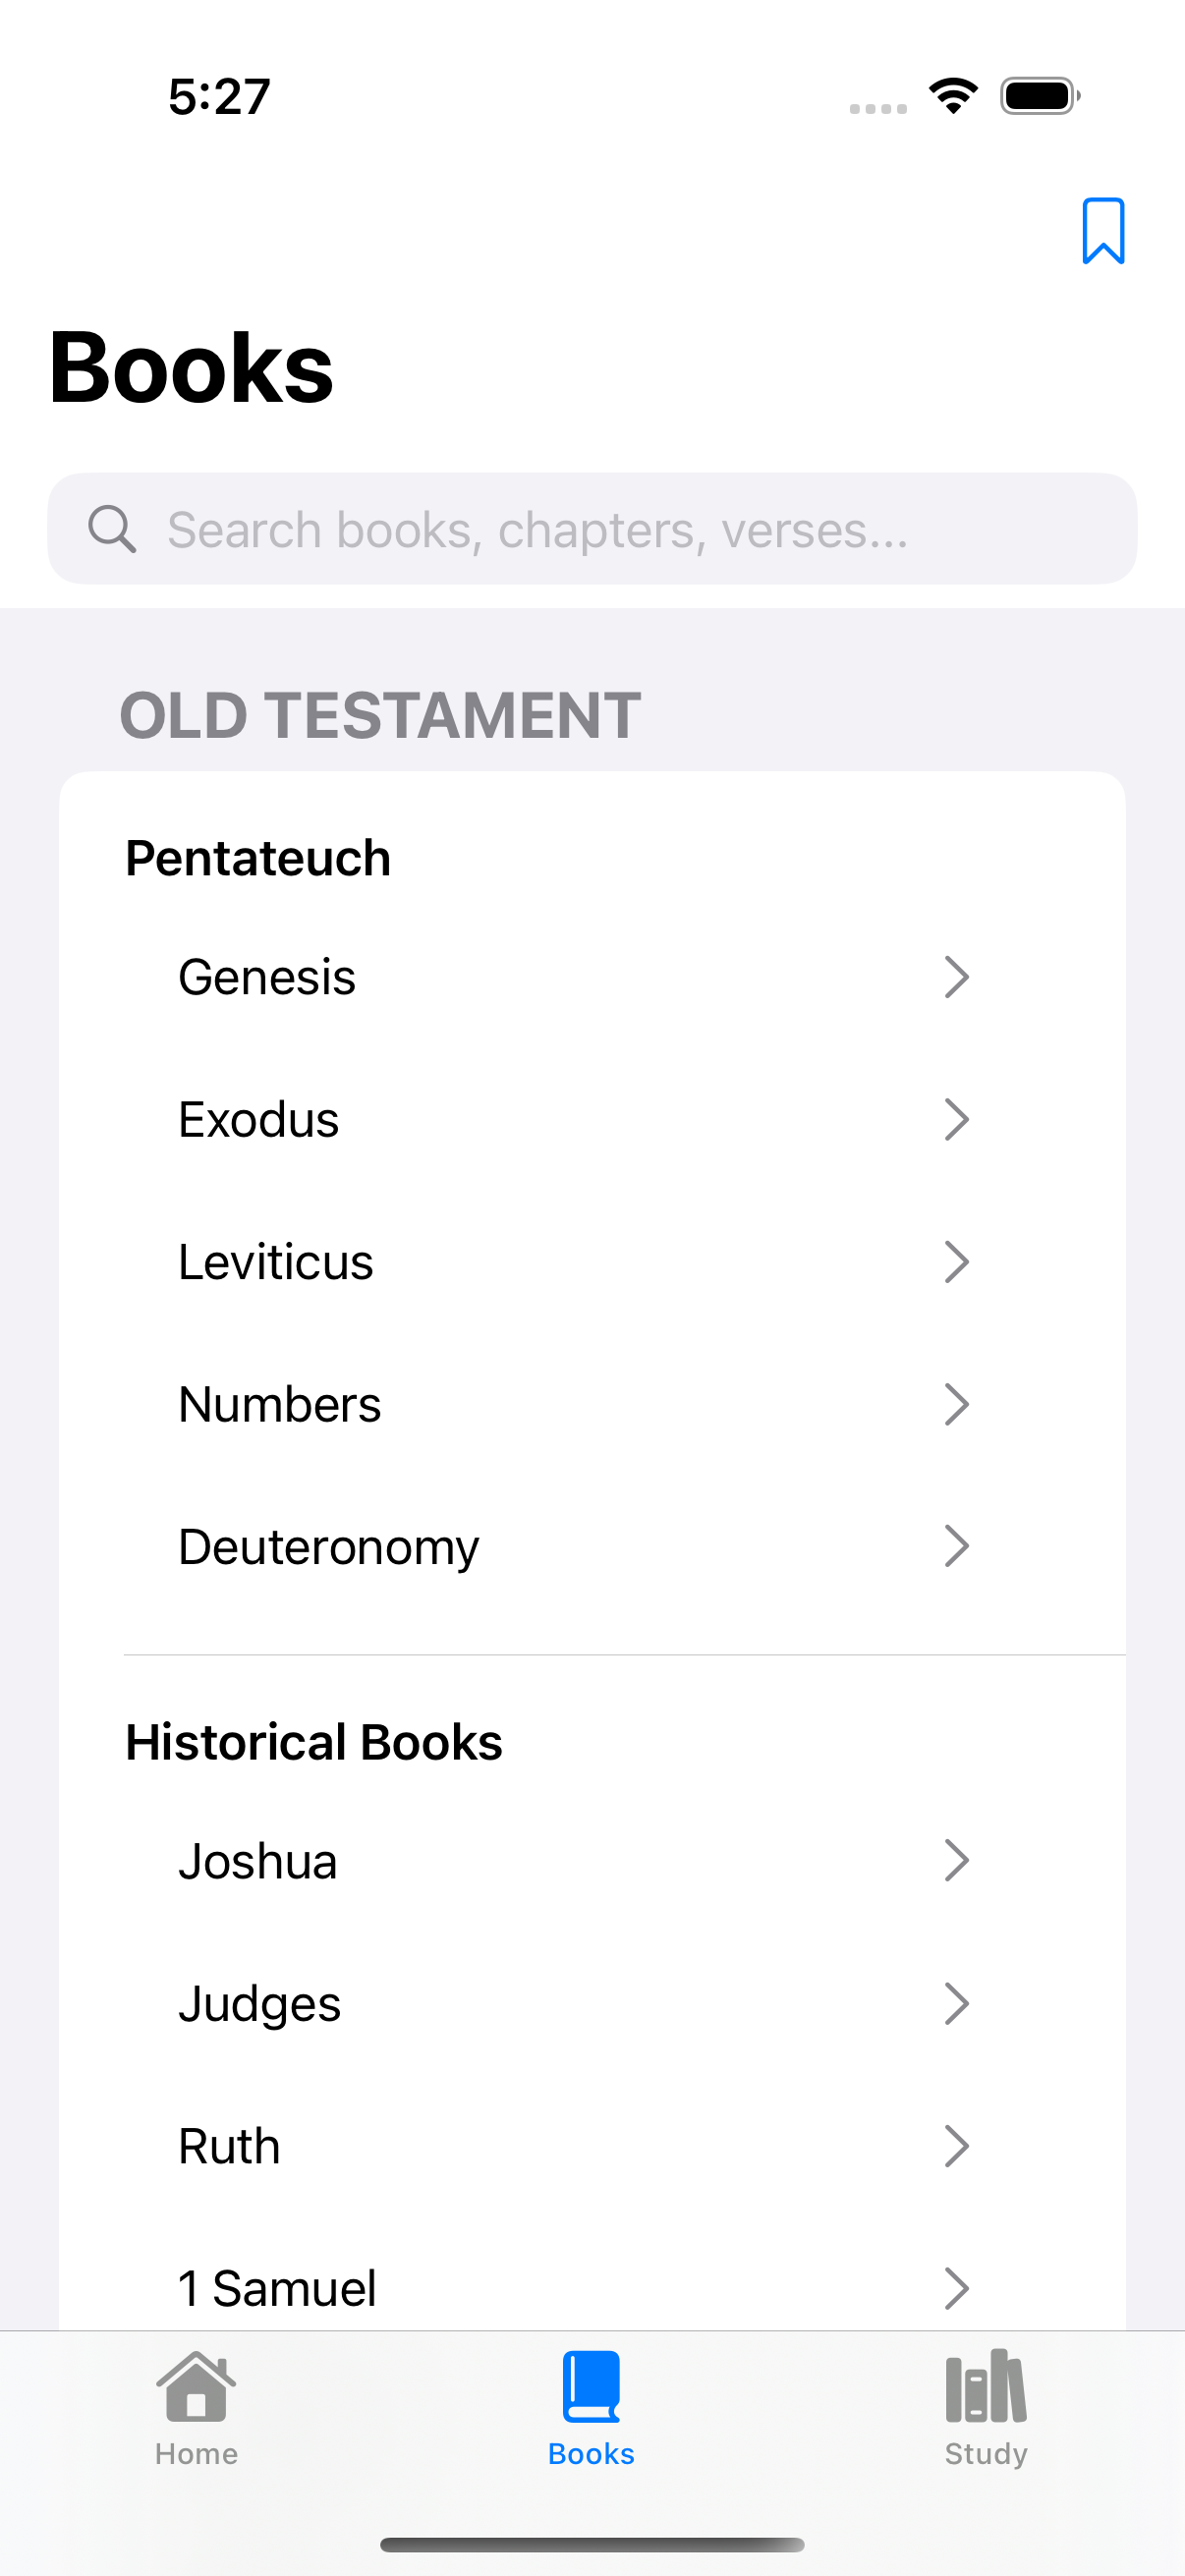 5:27
Books
Search books, chapters, verses...
OLD TESTAMENT
Pentateuch
Genesis
Exodus
Leviticus
Numbers
Deuteronomy
Historical Books
Joshua
Judges
Ruth
1 Samuel
Home
Books
Study